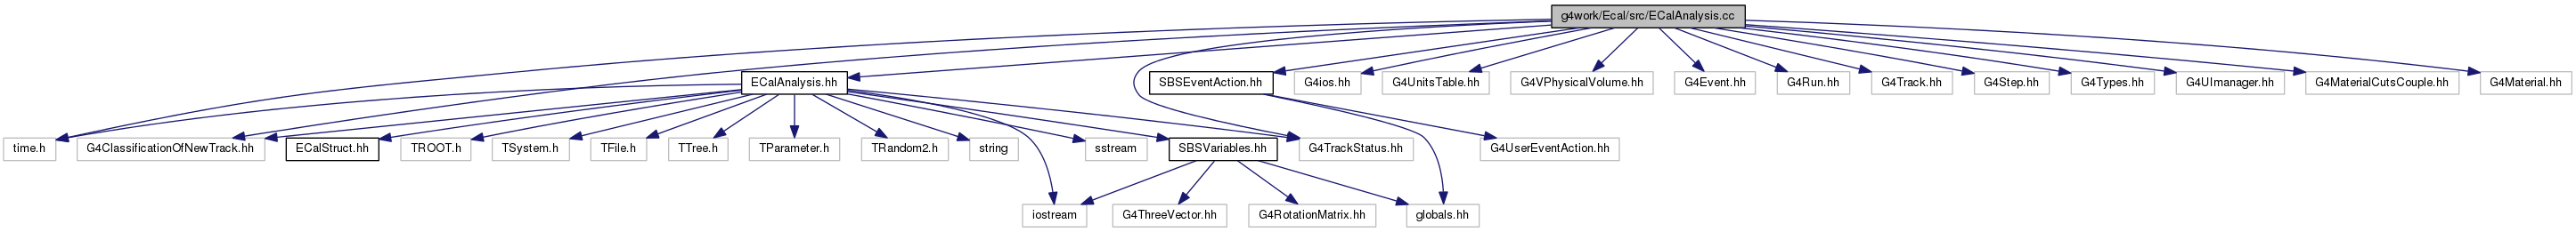 g4work/Ecal/src/ECalAnalysis.cc
ECalAnalysis.hh
SBSEventAction.hh
G4ios.hh
G4UnitsTable.hh
G4VPhysicalVolume.hh
G4Event.hh
G4Run.hh
G4Track.hh
G4Step.hh
G4Types.hh
G4UImanager.hh
G4MaterialCutsCouple.hh
G4Material.hh
time.h
G4ClassificationOfNewTrack.hh
ECalStruct.hh
TROOT.h
TSystem.h
TFile.h
TTree.h
TParameter.h
TRandom2.h
string
sstream
SBSVariables.hh
G4TrackStatus.hh
G4UserEventAction.hh
iostream
G4ThreeVector.hh
G4RotationMatrix.hh
globals.hh